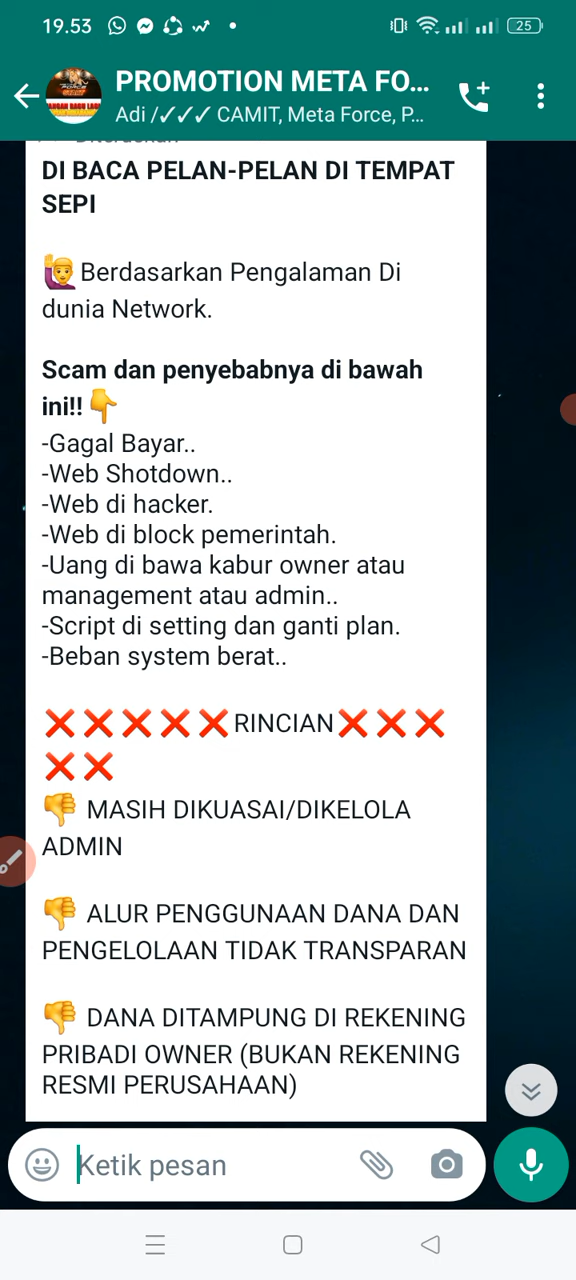 19.53
25
PROMOTION META FO...
Adi /✓✓✓ CAMIT, Meta Force, P...
DI BACA PELAN-PELAN DI TEMPAT
SEPI
🙋‍♂️Berdasarkan Pengalaman Di
dunia Network.
Scam dan penyebabnya di bawah
ini!!👇
-Gagal Bayar..
-Web Shotdown..
-Web di hacker.
-Web di block pemerintah.
-Uang di bawa kabur owner atau
management atau admin..
-Script di setting dan ganti plan.
-Beban system berat..
❌❌❌❌❌RINCIAN❌❌❌
❌❌
👎 MASIH DIKUASAI/DIKELOLA
ADMIN
👎 ALUR PENGGUNAAN DANA DAN
PENGELOLAAN TIDAK TRANSPARAN
👎 DANA DITAMPUNG DI REKENING
PRIBADI OWNER (BUKAN REKENING
RESMI PERUSAHAAN)
Ketik pesan